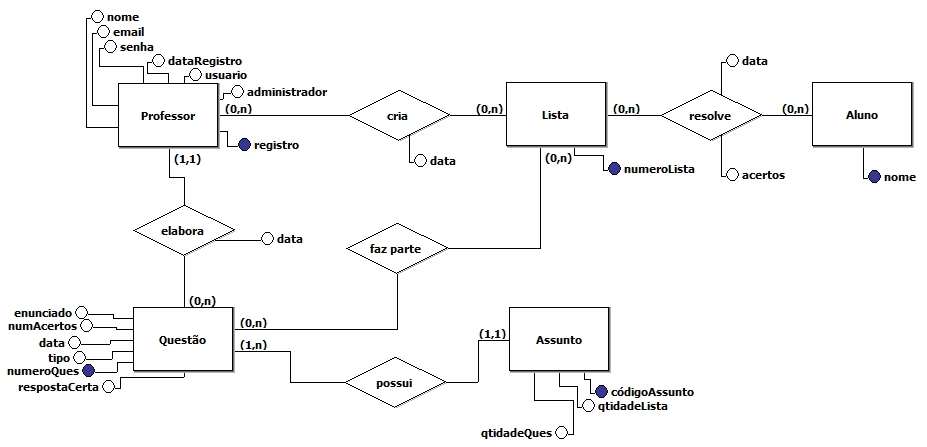 nome
email
senha
dataRegistro
usuario
administrador
data
(0,n)
(0,n)
(0,n)
(0,n)
Professor
cria
Lista
resolve
Aluno
registro
(1,1)
data
(0,n)
numeroLista
acertos
nome
elabora
data
faz parte
(0,n)
enunciado
(0,n)
numAcertos
data
Questão
(1,n)
(1,1)
Assunto
tipo
numeroQues
respostaCerta
possui
códigoAssunto
qtidadeLista
qtidadeQues